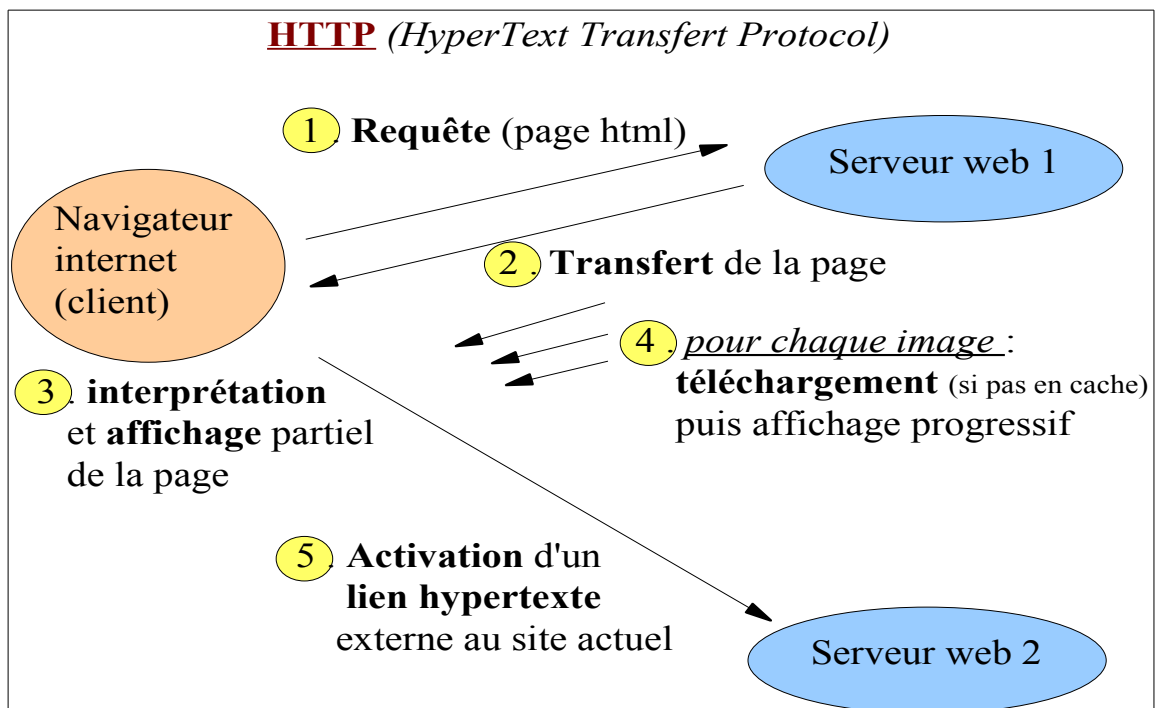 HTTP (HyperText Transfert Protocol)
1. Requête (page html)
Serveur web 1
Navigateur
internet
(client)
2. Transfert de la page
4. pour chaque image :
téléchargement (si pas en cache)
puis affichage progressif
3. interprétation
et affichage partiel
de la page
5. Activation d'un
lien hypertexte
externe au site actuel
Serveur web 2